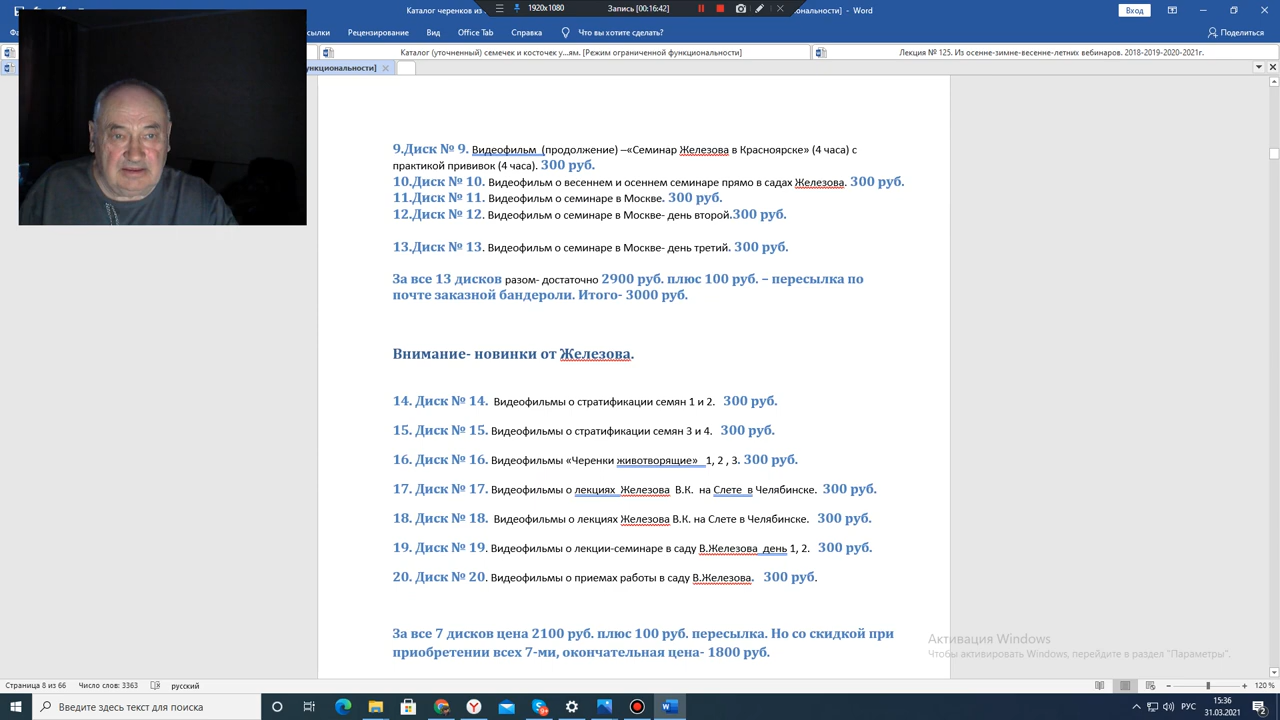 Каталог черенков из
1920x1080
Запись [00:16:42]
нональности] - Word
Вход
сылки
Рецензирование
Вид
Office Tab
Справка
Что вы хотите сделать?
Поделиться
Каталог (уточненный) семечек и косточек у...ям. [Режим ограниченной функциональности]
Лекция № 125. Из осенне-зимне-весенне-летних вебинаров. 2018-2019-2020-2021г.
ункциональности]
9.Диск № 9. Видеофильм (продолжение) –«Семинар Железова в Красноярске» (4 часа) с
практикой прививок (4 часа). 300 руб.
10.Диск № 10. Видеофильм о весеннем и осеннем семинаре прямо в садах Железова. 300 руб.
11.Диск № 11. Видеофильм о семинаре в Москве. 300 руб.
12.Диск № 12. Видеофильм о семинаре в Москве- день второй.300 руб.
13.Диск № 13. Видеофильм о семинаре в Москве- день третий. 300 руб.
За все 13 дисков разом- достаточно 2900 руб. плюс 100 руб. – пересылка по
почте заказной бандероли. Итого- 3000 руб.
Внимание- новинки от Железова.
14. Диск № 14. Видеофильмы о стратификации семян 1 и 2. 300 руб.
15. Диск № 15. Видеофильмы о стратификации семян 3 и 4. 300 руб.
16. Диск № 16. Видеофильмы «Черенки животворящие» 1, 2 , 3. 300 руб.
17. Диск № 17. Видеофильмы о лекциях Железова В.К. на Слете в Челябинске. 300 руб.
18. Диск № 18. Видеофильмы о лекциях Железова В.К. на Слете в Челябинске. 300 руб.
19. Диск № 19. Видеофильмы о лекции-семинаре в саду В.Железова день 1, 2. 300 руб.
20. Диск № 20. Видеофильмы о приемах работы в саду В.Железова. 300 руб.
За все 7 дисков цена 2100 руб. плюс 100 руб. пересылка. Но со скидкой при
приобретении всех 7-ми, окончательная цена- 1800 руб.
Активация Windows
Чтобы активировать Windows, перейдите в раздел "Параметры".
Страница 8 из 66
Число слов: 3363
русский
120 %
Введите здесь текст для поиска
РУС
15:36
31.03.2021